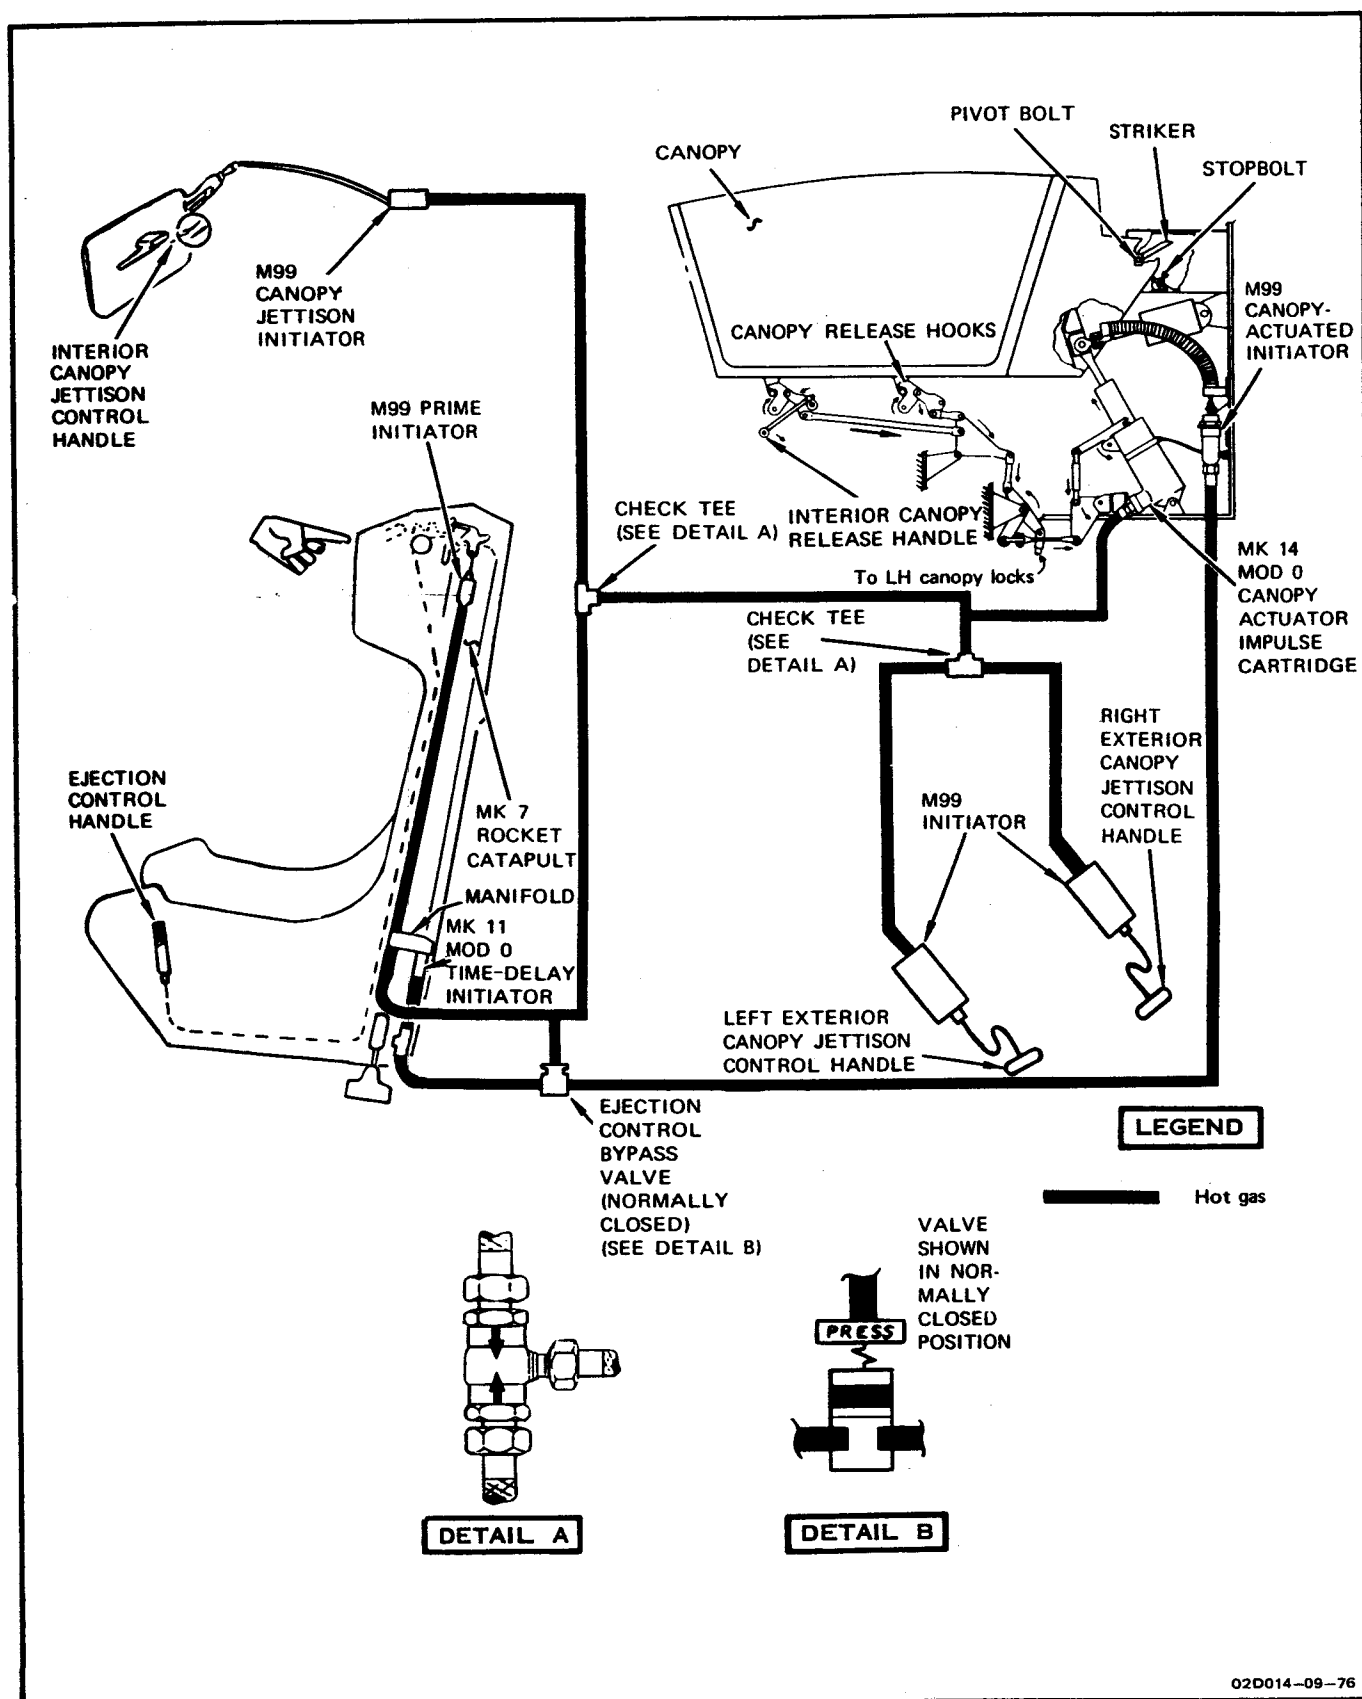 PIVOT BOLT
STRIKER
CANOPY
STOPBOLT
M99
CANOPY
JETTISON
INITIATOR
M99
CANOPY-
ACTUATED
INITIATOR
CANOPY RELEASE HOOKS
INTERIOR
CANOPY
JETTISON
CONTROL
HANDLE
M99 PRIME
INITIATOR
CHECK TEE
(SEE DETAIL A)
INTERIOR CANOPY
RELEASE HANDLE
To LH canopy locks
MK 14
MOD 0
CANOPY
ACTUATOR
IMPULSE
CARTRIDGE
CHECK TEE
(SEE
DETAIL A)
RIGHT
EXTERIOR
CANOPY
JETTISON
CONTROL
HANDLE
EJECTION
CONTROL
HANDLE
M99
INITIATOR
MK 7
ROCKET
CATAPULT
MANIFOLD
MK 11
MOD 0
TIME-DELAY
INITIATOR
LEFT EXTERIOR
CANOPY JETTISON
CONTROL HANDLE
EJECTION
CONTROL
BYPASS
VALVE
(NORMALLY
CLOSED)
(SEE DETAIL B)
LEGEND
Hot gas
VALVE
SHOWN
IN NOR-
MALLY
CLOSED
POSITION
PRESS
DETAIL A
DETAIL B
02D014-09-76